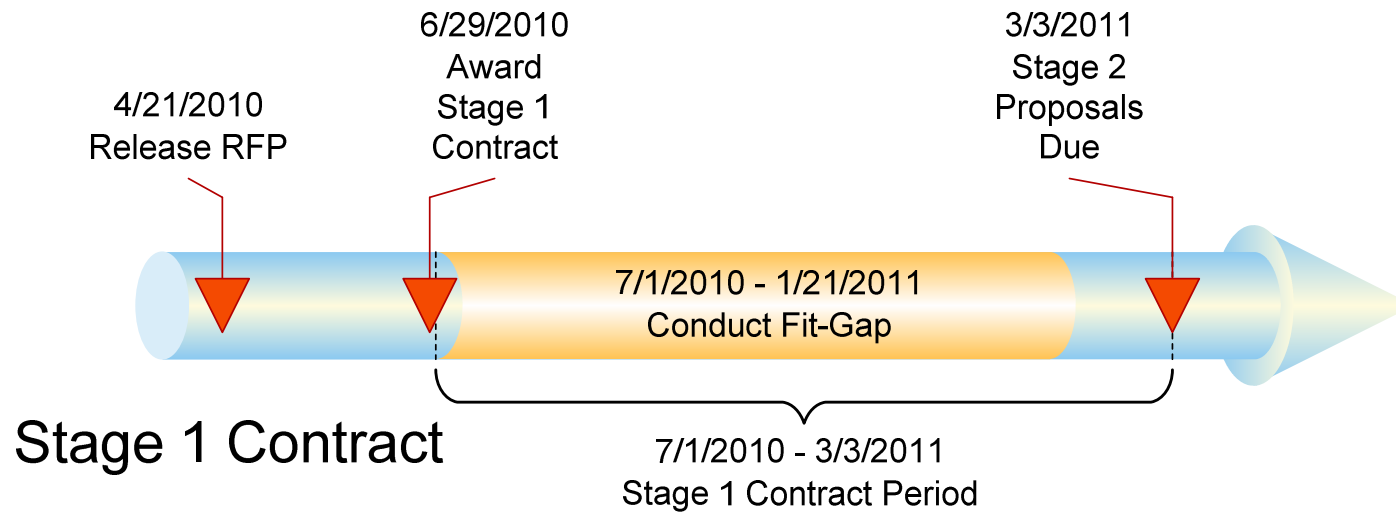 4/21/2010
Release RFP
6/29/2010
Award
Stage 1
Contract
3/3/2011
Stage 2
Proposals
Due
7/1/2010 - 1/21/2011
Conduct Fit-Gap
Stage 1 Contract
7/1/2010 - 3/3/2011
Stage 1 Contract Period